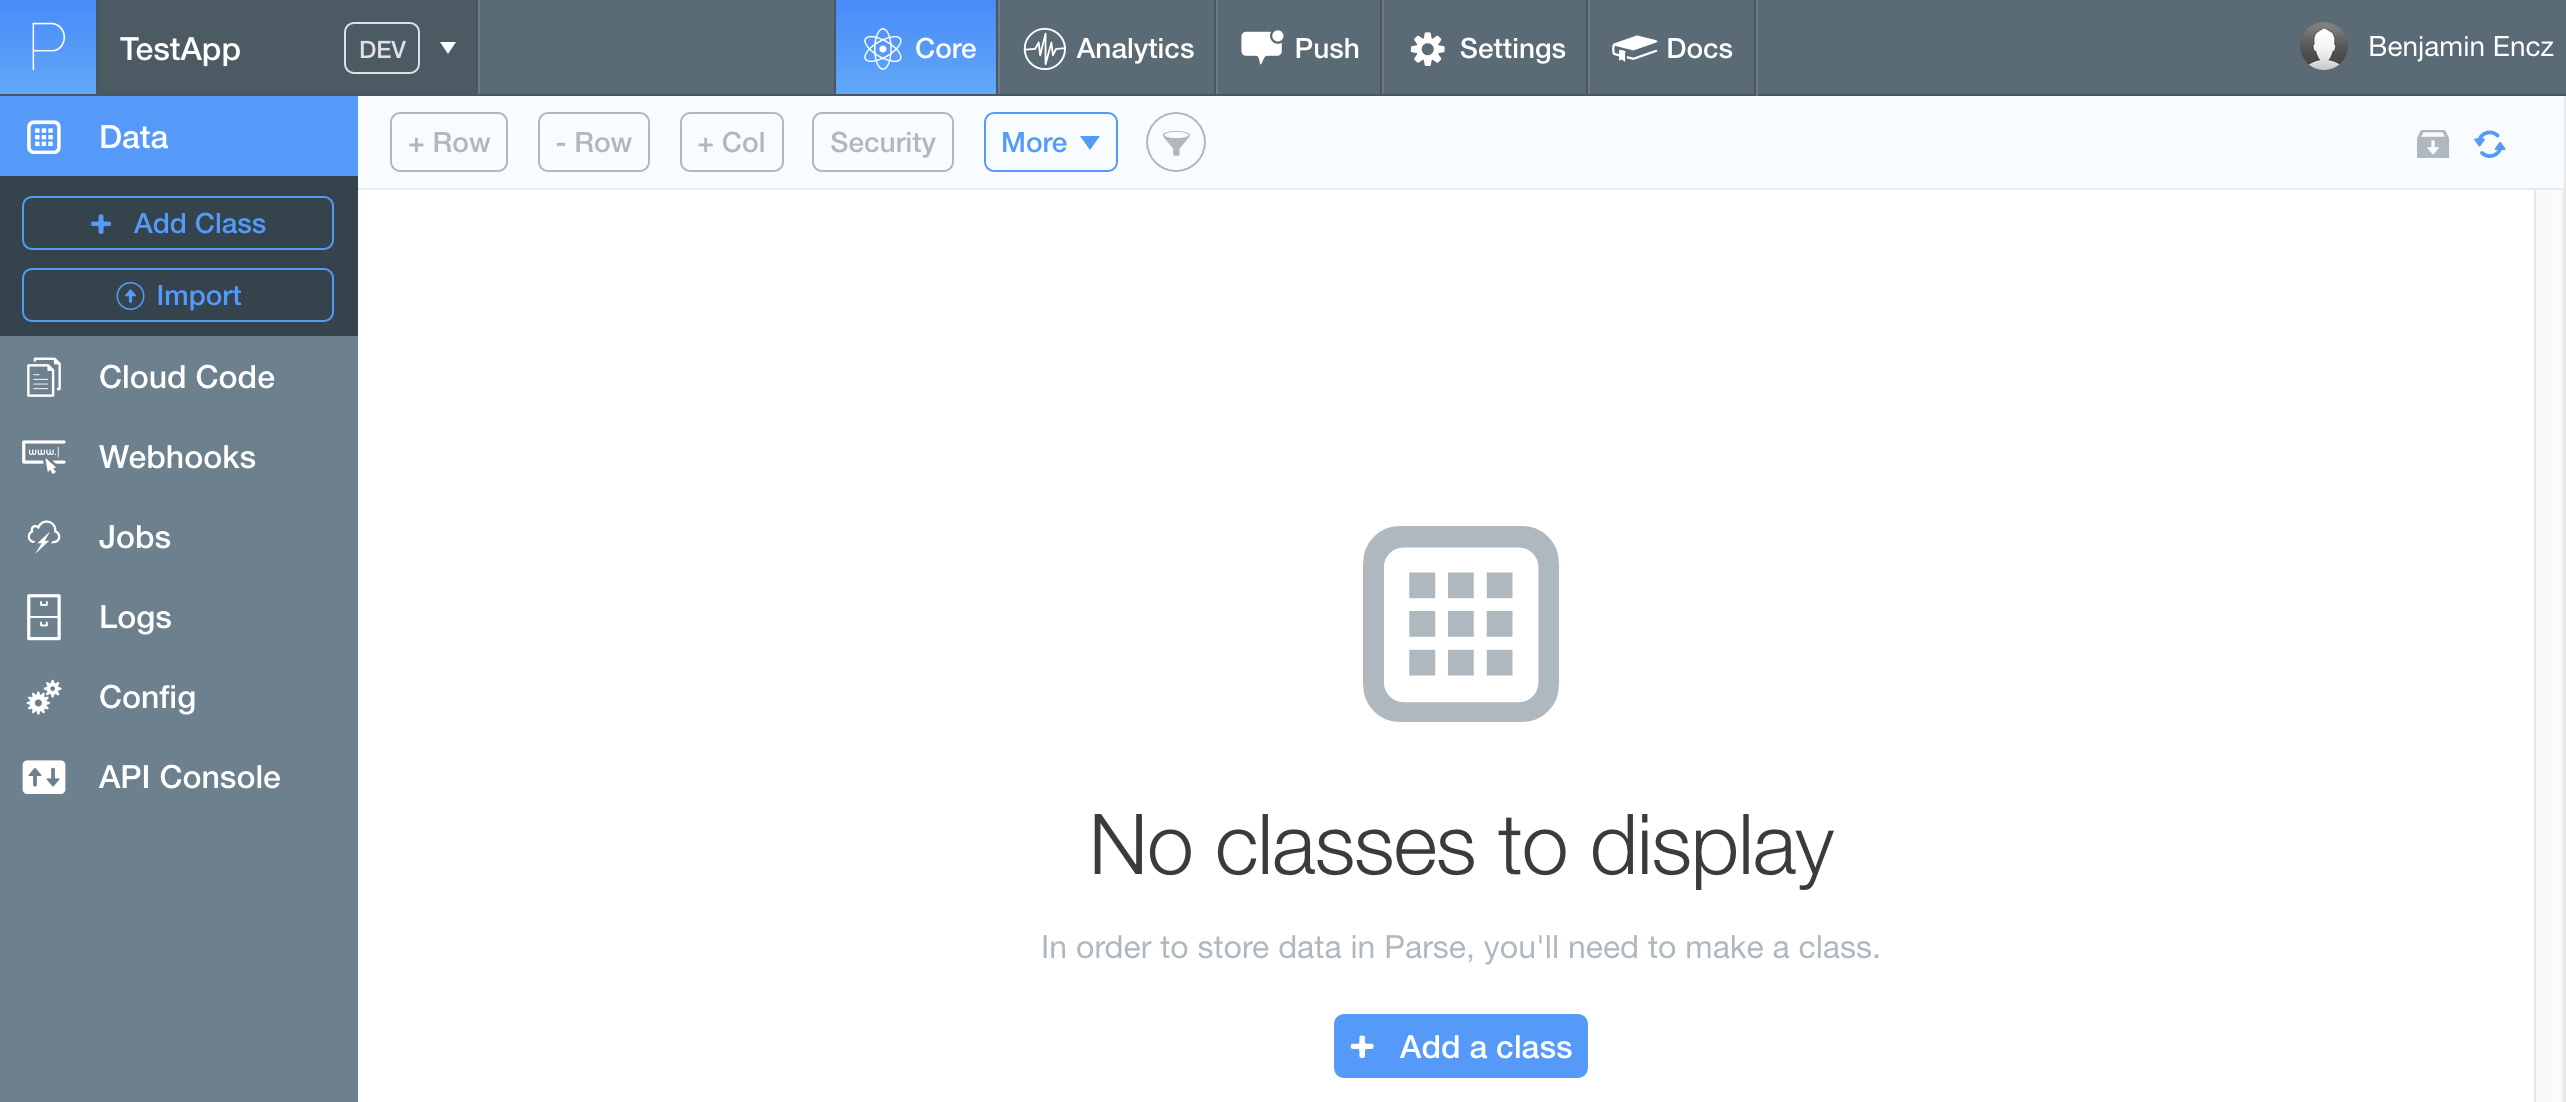 P
TestApp
DEV
Core
Analytics
Push
Settings
Docs
Benjamin Encz
Data
+ Add Class
Import
Cloud Code
www.
Webhooks
Jobs
Logs
Config
API Console
+ Row
- Row
+ Col
Security
More
No classes to display
In order to store data in Parse, you'll need to make a class.
+ Add a class